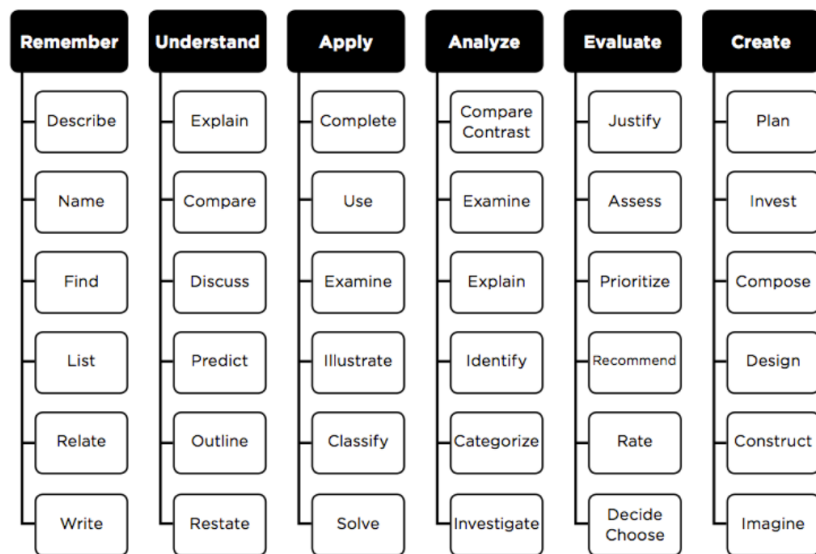 Remember
Understand
Apply
Analyze
Evaluate
Create
Describe
Explain
Complete
Compare
Contrast
Justify
Plan
Name
Compare
Use
Examine
Assess
Invest
Find
Discuss
Examine
Explain
Prioritize
Compose
List
Predict
Illustrate
Identify
Recommend
Design
Relate
Outline
Classify
Categorize
Rate
Construct
Write
Restate
Solve
Investigate
Decide
Choose
Imagine